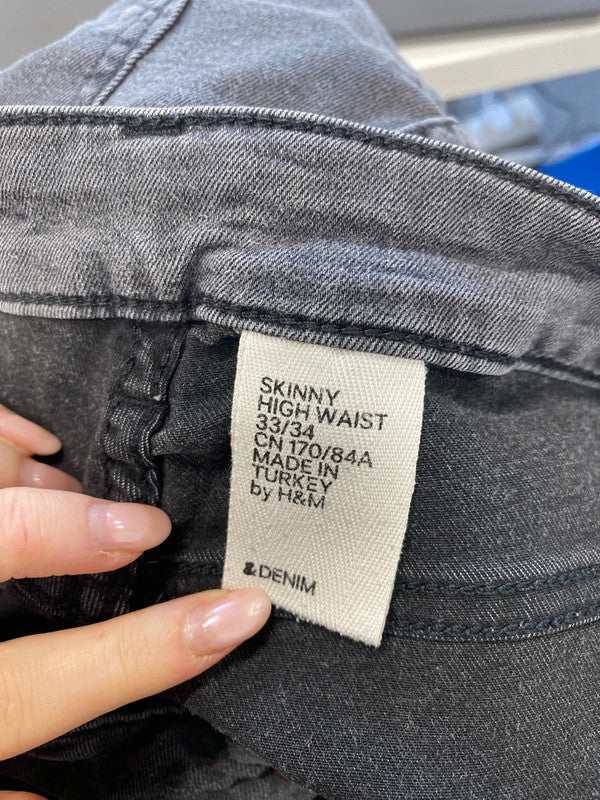 SKINNY
HIGH WAIST
33/34
CN 170/84A
MADE IN
TURKEY
by H&M
&DENIM